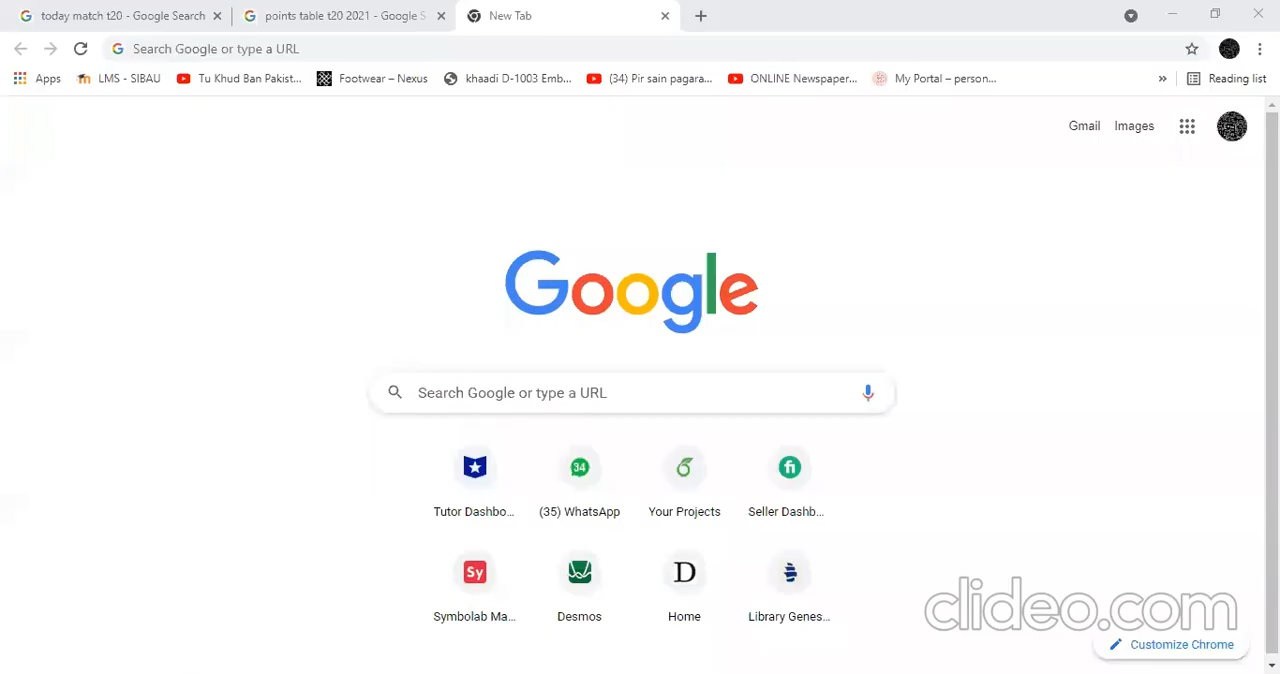 today match t20 - Google Search
points table t20 2021 - Google S
New Tab
Search Google or type a URL
Apps
LMS - SIBAU
Tu Khud Ban Pakist...
Footwear – Nexus
khaadi D-1003 Emb...
(34) Pir sain pagara...
ONLINE Newspaper...
My Portal – person...
»
Reading list
Gmail
Images
Google
Search Google or type a URL
34
fi
Tutor Dashbo...
(35) WhatsApp
Your Projects
Seller Dashb...
Sy
D
Symbolab Ma...
Desmos
Home
Library Genes...
clideo.com
Customize Chrome